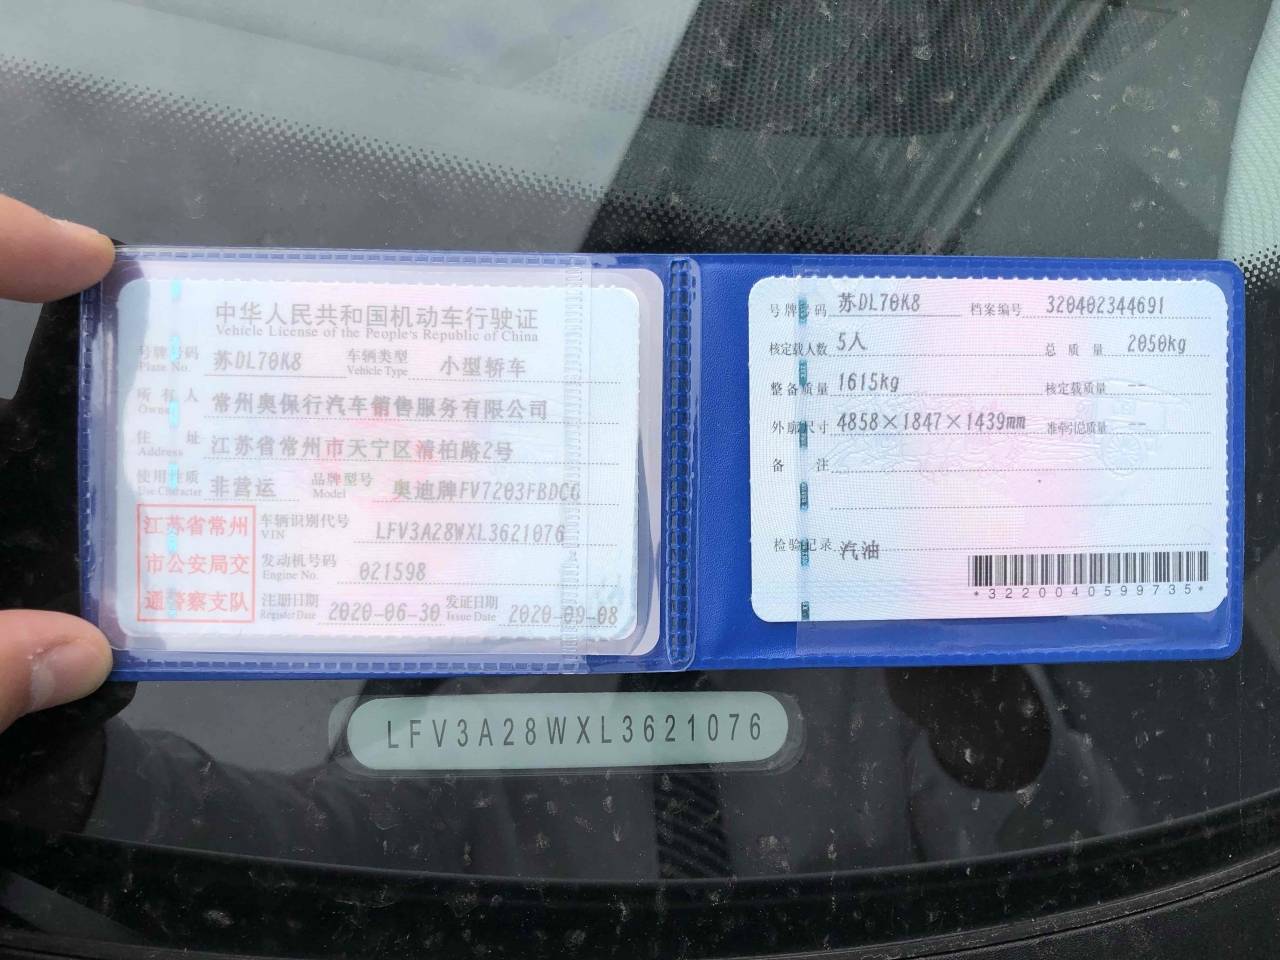 中华人民共和国机动车行驶证
Vehicle License of the People's Republic of China
号牌号码 苏DL70K8 车辆类型 小型轿车
Plate No. Vehicle Type
所有人 常州奥保行汽车销售服务有限公司
Owner
住址 江苏省常州市天宁区清柏路2号
Address
使用性质 非营运 品牌型号 奥迪牌FV7203FBDCG
Use Character Model
江苏省常州
市公安局交
通警察支队
车辆识别代号 LFV3A28WXL3621076
VIN
发动机号码 021598
Engine No.
注册日期 2020-06-30 发证日期 2020-09-08
Register Date Issue Date
号牌号码 苏DL70K8 档案编号 320402344691
核定载人数 5人 总质量 2050kg
整备质量 1615kg 核定载质量 --
外廓尺寸 4858×1847×1439mm 准牵引总质量 --
备注
检验记录 汽油
*3220040599735*
LFV3A28WXL3621076